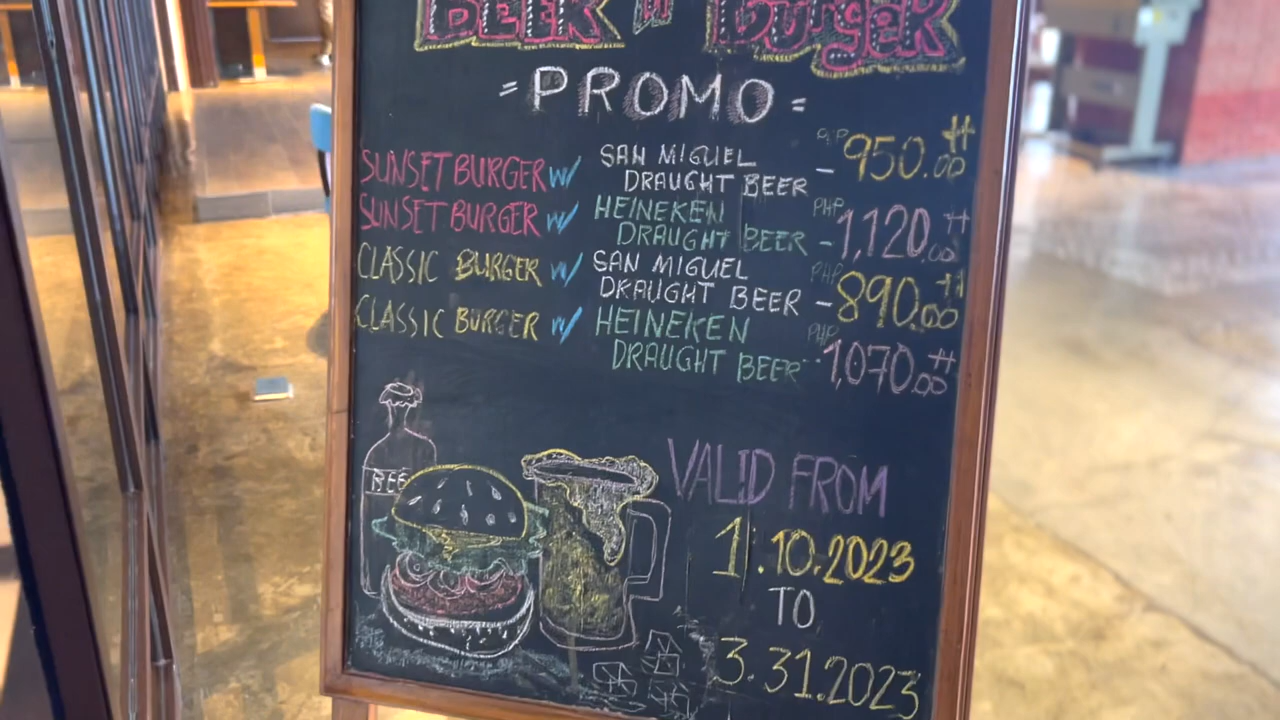 BEER n Burger
= PROMO =
SUNSET BURGER w/ SAN MIGUEL DRAUGHT BEER - PHP 950.00 ++
SUNSET BURGER w/ HEINEKEN DRAUGHT BEER - PHP 1,120.00 ++
CLASSIC BURGER w/ SAN MIGUEL DRAUGHT BEER - PHP 890.00 ++
CLASSIC BURGER w/ HEINEKEN DRAUGHT BEER - PHP 1,070.00 ++
BEE
VALID FROM
1.10.2023
TO
3.31.2023